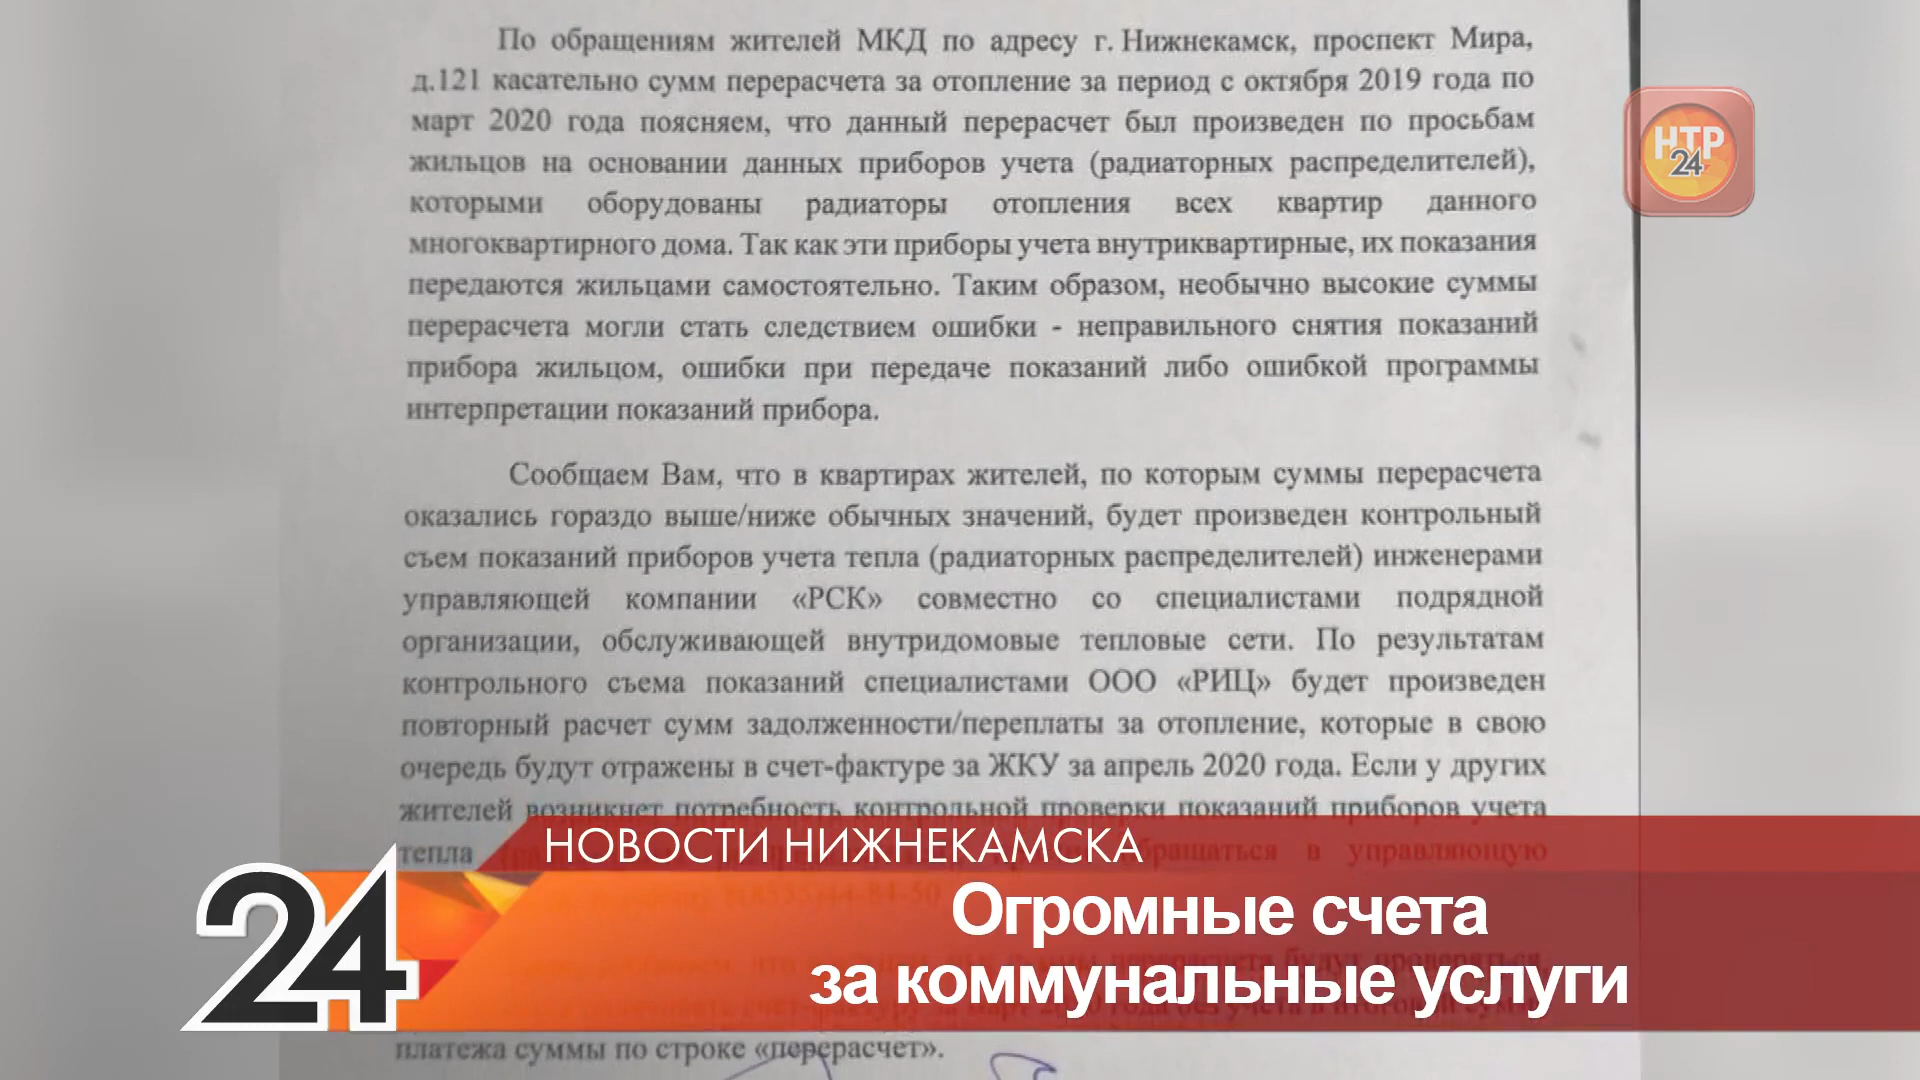 По обращениям жителей МКД по адресу г. Нижнекамск, проспект Мира,
д.121 касательно сумм перерасчета за отопление за период с октября 2019 года по
март 2020 года поясняем, что данный перерасчет был произведен по просьбам
жильцов на основании данных приборов учета (радиаторных распределителей),
которыми оборудованы радиаторы отопления всех квартир данного
многоквартирного дома. Так как эти приборы учета внутриквартирные, их показания
передаются жильцами самостоятельно. Таким образом, необычно высокие суммы
перерасчета могли стать следствием ошибки - неправильного снятия показаний
прибора жильцом, ошибки при передаче показаний либо ошибкой программы
интерпретации показаний прибора.
Сообщаем Вам, что в квартирах жителей, по которым суммы перерасчета
оказались гораздо выше/ниже обычных значений, будет произведен контрольный
съем показаний приборов учета тепла (радиаторных распределителей) инженерами
управляющей компании «РСК» совместно со специалистами подрядной
организации, обслуживающей внутридомовые тепловые сети. По результатам
контрольного съема показаний специалистами ООО «РИЦ» будет произведен
повторный расчет сумм задолженности/переплаты за отопление, которые в свою
очередь будут отражены в счет-фактуре за ЖКУ за апрель 2020 года. Если у других
жителей возникнет потребность контрольной проверки показаний приборов учета
тепла обращаться в управляющую
платежа суммы по строке «перерасчет».
НТР
24
НОВОСТИ НИЖНЕКАМСКА
24
Огромные счета
за коммунальные услуги